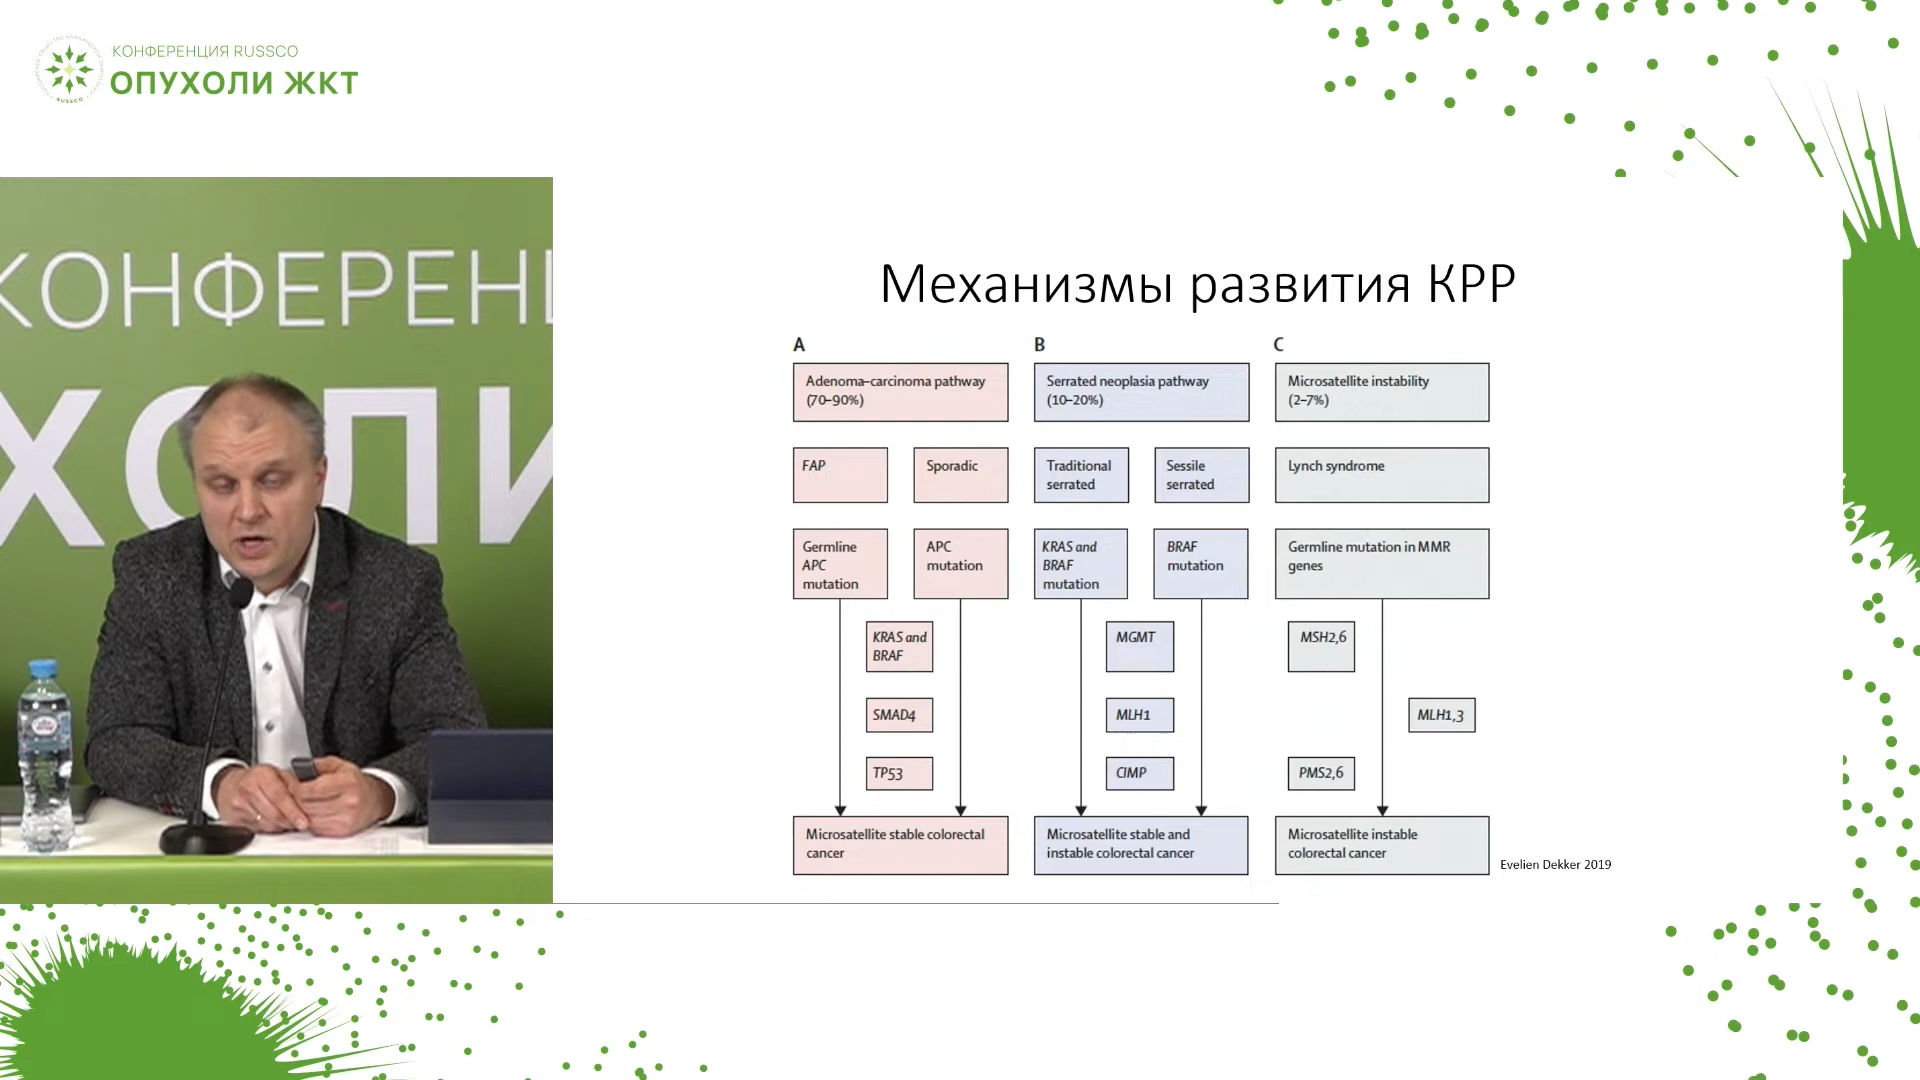 КОНФЕРЕНЦИЯ RUSSCO
ОПУХОЛИ ЖКТ
RUSSCO
КОНФЕРЕН
ХОЛИ
Механизмы развития КРР
A
B
C
Adenoma–carcinoma pathway
(70–90%)
Serrated neoplasia pathway
(10–20%)
Microsatellite instability
(2–7%)
FAP
Sporadic
Traditional
serrated
Sessile
serrated
Lynch syndrome
Germline
APC
mutation
APC
mutation
KRAS and
BRAF
mutation
BRAF
mutation
Germline mutation in MMR
genes
KRAS and
BRAF
MGMT
MSH2,6
SMAD4
MLH1
MLH1,3
TP53
CIMP
PMS2,6
Microsatellite stable colorectal
cancer
Microsatellite stable and
instable colorectal cancer
Microsatellite instable
colorectal cancer
Evelien Dekker 2019